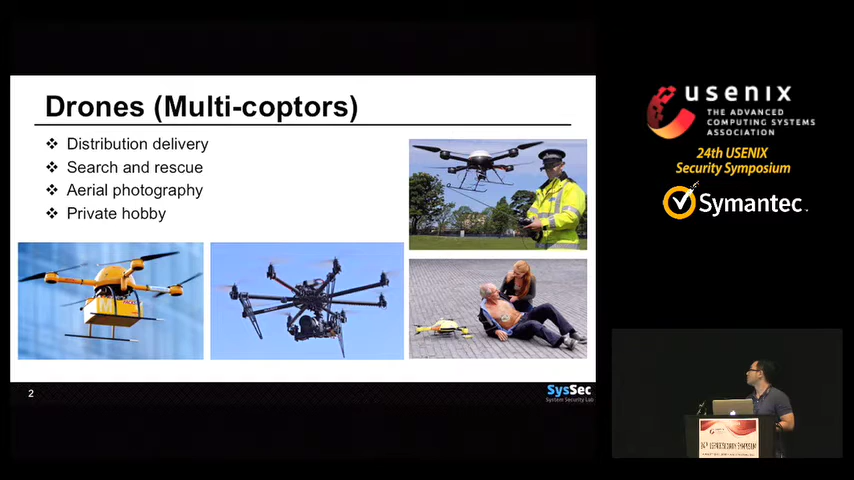 Drones (Multi-coptors)
❖ Distribution delivery
❖ Search and rescue
❖ Aerial photography
❖ Private hobby
2
SysSec
System Security Lab
usenix
THE ADVANCED
COMPUTING SYSTEMS
ASSOCIATION
24th USENIX
Security Symposium
Symantec.